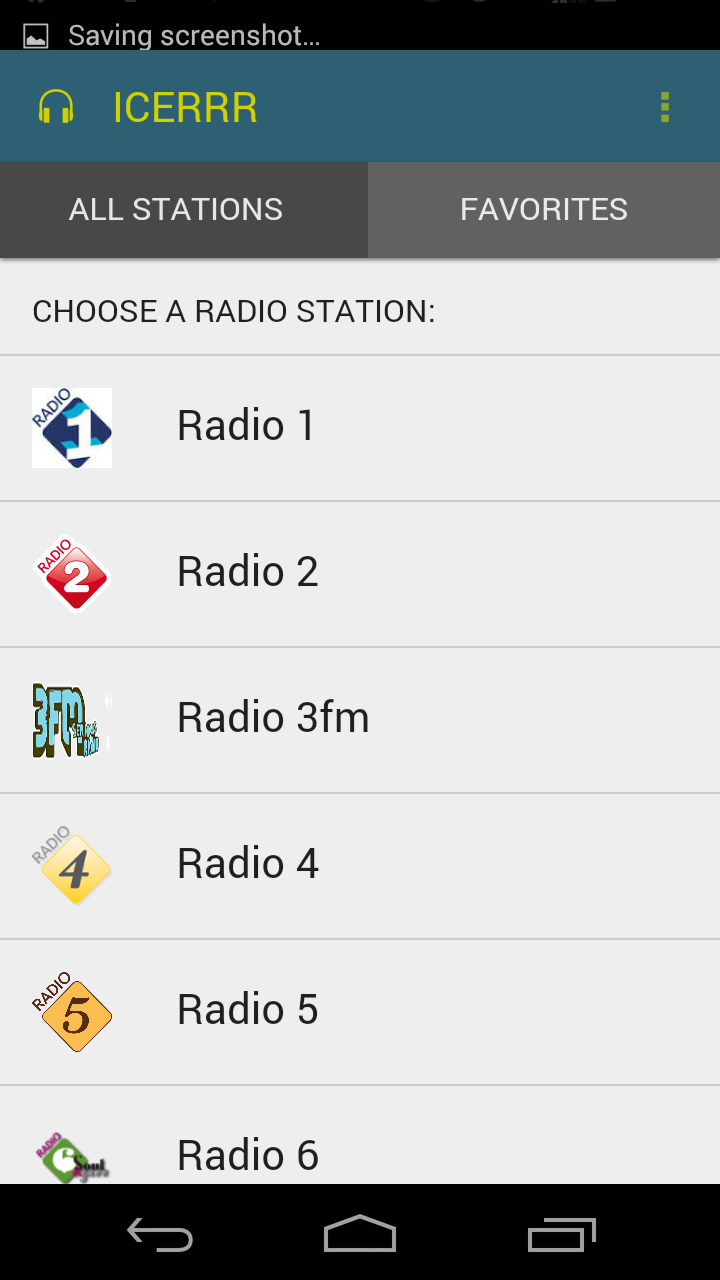 Saving screenshot...
ICERRR
ALL STATIONS
FAVORITES
CHOOSE A RADIO STATION:
RADIO
1
Radio 1
RADIO
2
Radio 2
3FM
Radio 3fm
RADIO
4
Radio 4
RADIO
5
Radio 5
RADIO
Soul
Radio 6